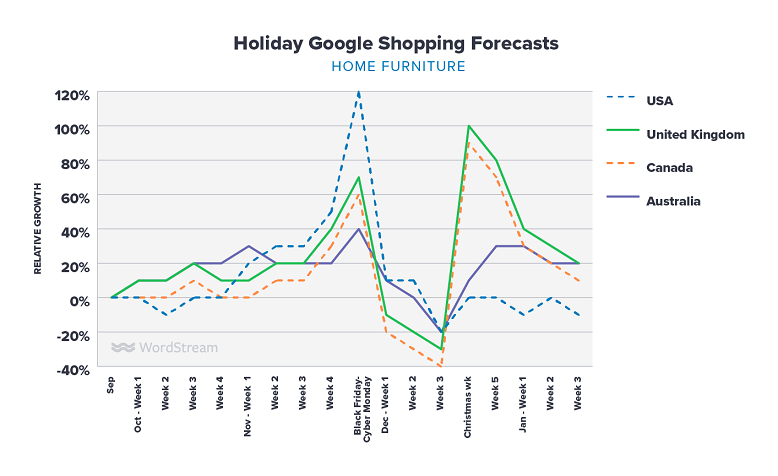 Holiday Google Shopping Forecasts
HOME FURNITURE
RELATIVE GROWTH
120%
100%
80%
60%
40%
20%
0%
-20%
-40%
WordStream
Sep
Oct - Week 1
Week 2
Week 3
Week 4
Nov - Week 1
Week 2
Week 3
Week 4
Black Friday-
Cyber Monday
Dec - Week 1
Week 2
Week 3
Christmas wk
Week 5
Jan - Week 1
Week 2
Week 3
USA
United Kingdom
Canada
Australia